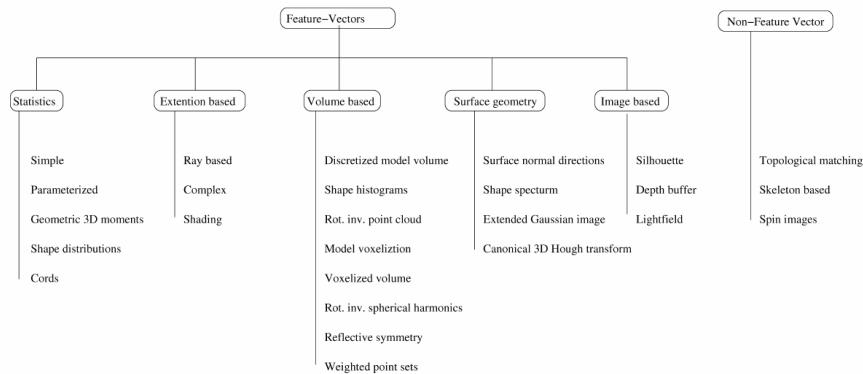 Feature-Vectors
Non-Feature Vector
Statistics
Extention based
Volume based
Surface geometry
Image based
Simple
Parameterized
Geometric 3D moments
Shape distributions
Cords
Ray based
Complex
Shading
Discretized model volume
Shape histograms
Rot. inv. point cloud
Model voxeliztion
Voxelized volume
Rot. inv. spherical harmonics
Reflective symmetry
Weighted point sets
Surface normal directions
Shape specturm
Extended Gaussian image
Canonical 3D Hough transform
Silhouette
Depth buffer
Lightfield
Topological matching
Skeleton based
Spin images